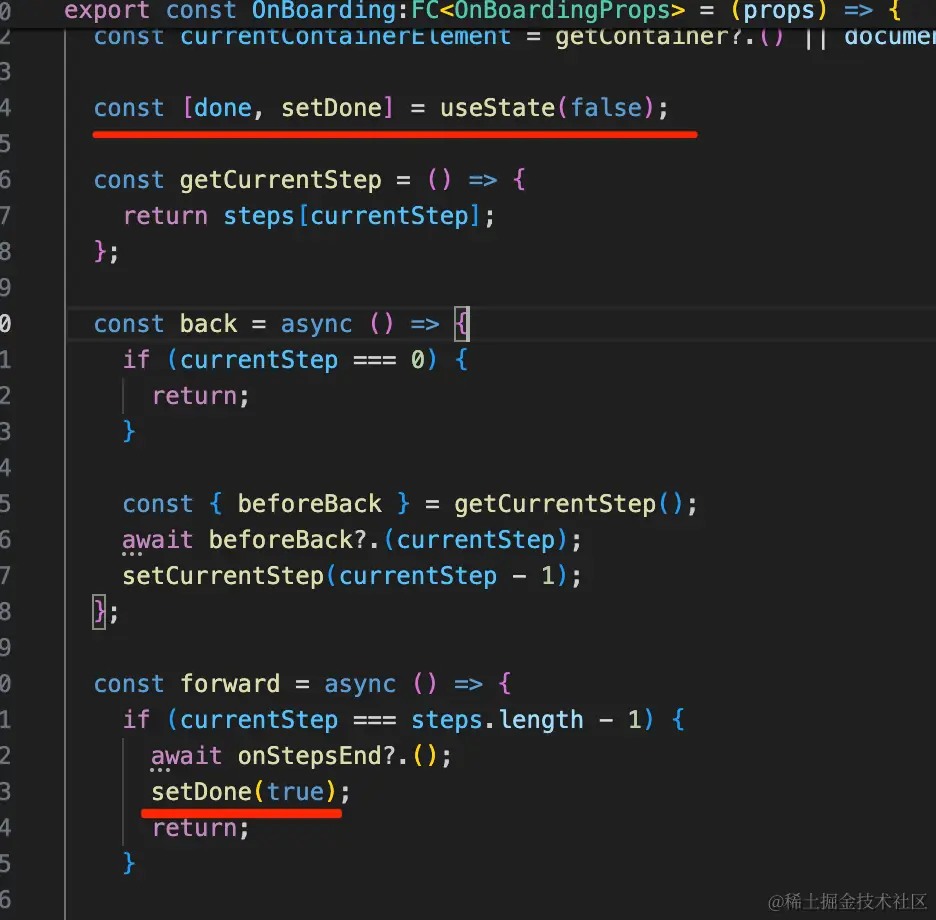 0 export const OnBoarding:FC<OnBoardingProps> = (props) => {
2 const currentContainerElement = getContainer?.() || documen
3
4 const [done, setDone] = useState(false);
5
6 const getCurrentStep = () => {
7 return steps[currentStep];
8 };
9
0 const back = async () => {
1 if (currentStep === 0) {
2 return;
3 }
4
5 const { beforeBack } = getCurrentStep();
6 await beforeBack?.(currentStep);
7 setCurrentStep(currentStep - 1);
8 };
9
0 const forward = async () => {
1 if (currentStep === steps.length - 1) {
2 await onStepsEnd?.();
3 setDone(true);
4 return;
5 }
6
@稀土掘金技术社区